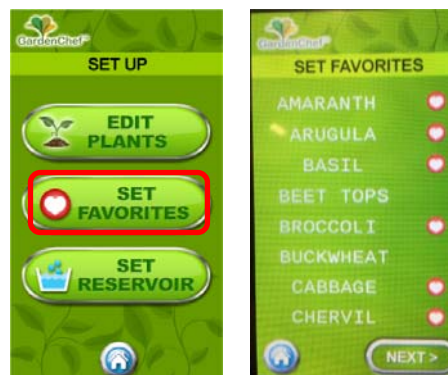 GardenChef
SET UP
EDIT
PLANTS
SET
FAVORITES
SET
RESERVOIR
GardenChef
SET FAVORITES
AMARANTH
ARUGULA
BASIL
BEET TOPS
BROCCOLI
BUCKWHEAT
CABBAGE
CHERVIL
NEXT >